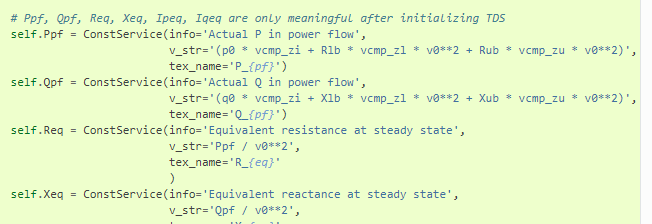 # Ppf, Qpf, Req, Xeq, Ipeq, Iqeq are only meaningful after initializing TDS
self.Ppf = ConstService(info='Actual P in power flow',
v_str='(p0 * vcmp_zi + Rlb * vcmp_zl * v0**2 + Rub * vcmp_zu * v0**2)',
tex_name='P_{pf}')
self.Qpf = ConstService(info='Actual Q in power flow',
v_str='(q0 * vcmp_zi + Xlb * vcmp_zl * v0**2 + Xub * vcmp_zu * v0**2)',
tex_name='Q_{pf}')
self.Req = ConstService(info='Equivalent resistance at steady state',
v_str='Ppf / v0**2',
tex_name='R_{eq}'
)
self.Xeq = ConstService(info='Equivalent reactance at steady state',
v_str='Qpf / v0**2',